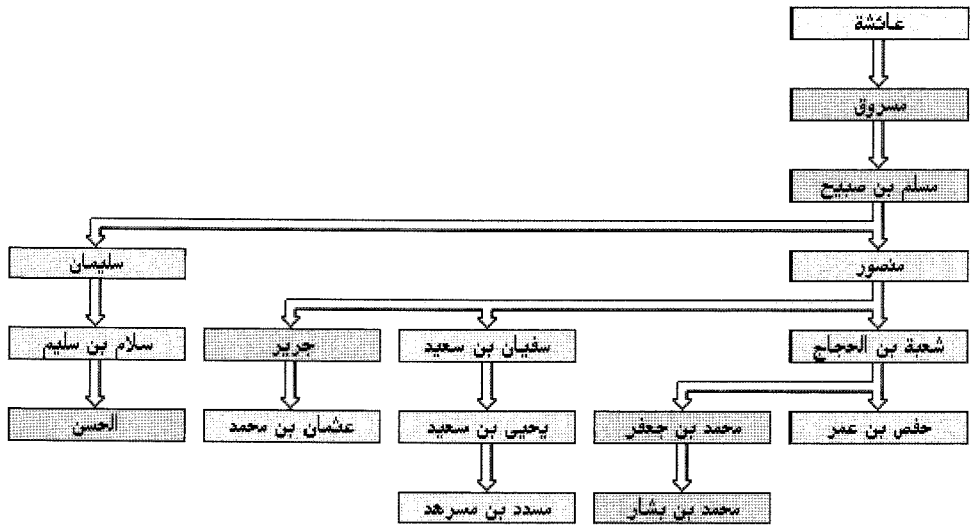 عائشة
مسروق
مسلم بن صبيح
منصور
سليمان
شعبة بن الحجاج
سفيان بن سعيد
جرير
سلام بن سليم
حفص بن عمر
محمد بن جعفر
يحيى بن سعيد
عثمان بن محمد
الحسن
محمد بن بشار
مسدد بن مسرهد